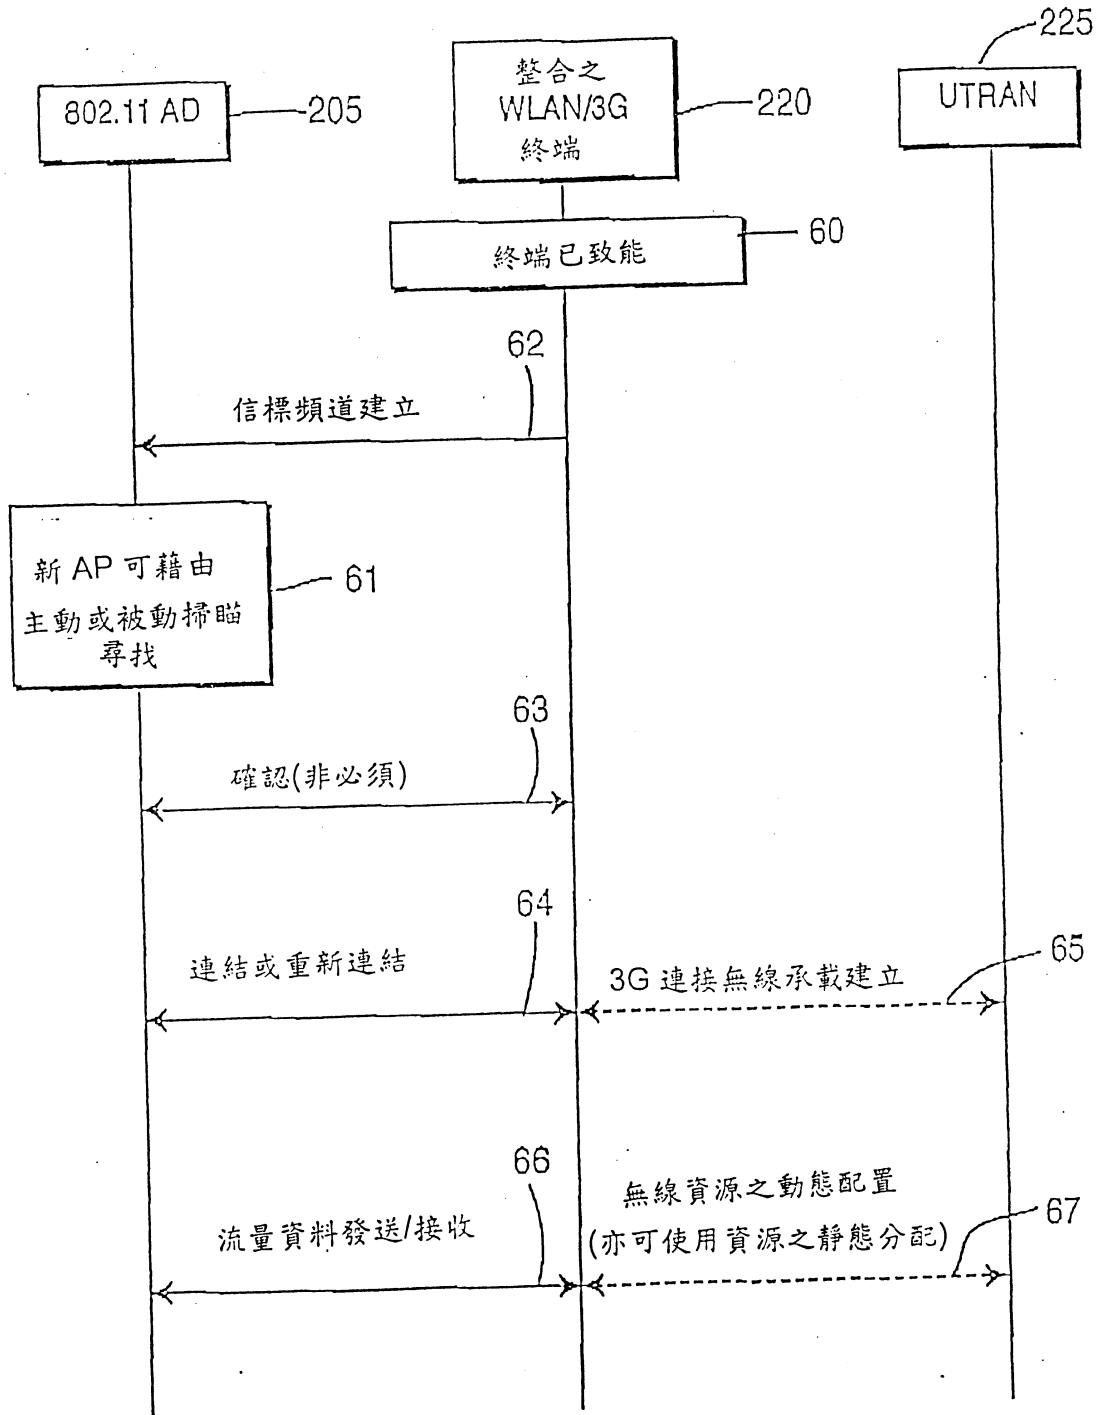 225
802.11 AD
205
整合之
WLAN/3G
終端
220
UTRAN
終端已致能
60
62
信標頻道建立
新 AP 可藉由
主動或被動掃瞄
尋找
61
63
確認(非必須)
64
連結或重新連結
65
3G 連接無線承載建立
66
流量資料發送/接收
無線資源之動態配置
(亦可使用資源之靜態分配)
67